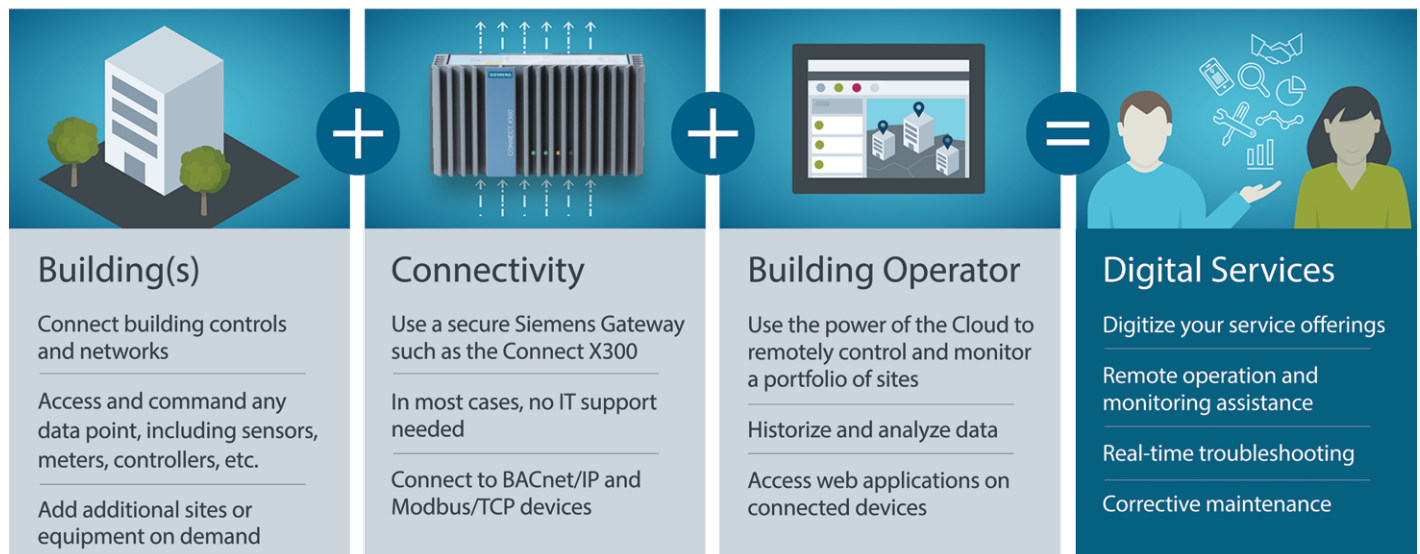 SIEMENS
CONNECT X300
+
+
=
Building(s)
Connect building controls
and networks
Access and command any
data point, including sensors,
meters, controllers, etc.
Add additional sites or
equipment on demand
Connectivity
Use a secure Siemens Gateway
such as the Connect X300
In most cases, no IT support
needed
Connect to BACnet/IP and
Modbus/TCP devices
Building Operator
Use the power of the Cloud to
remotely control and monitor
a portfolio of sites
Historize and analyze data
Access web applications on
connected devices
Digital Services
Digitize your service offerings
Remote operation and
monitoring assistance
Real-time troubleshooting
Corrective maintenance